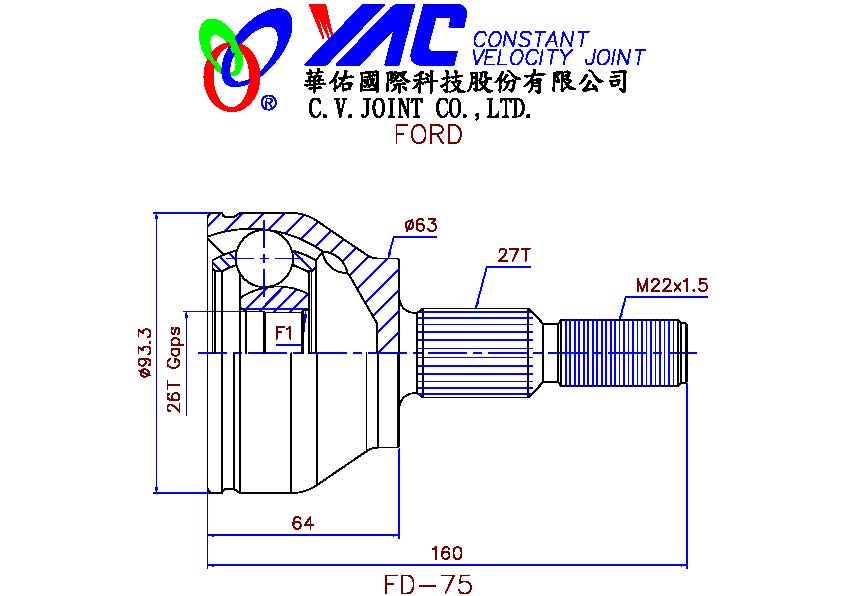 YAC CONSTANT
VELOCITY JOINT
®
華佑國際科技股份有限公司
C.V.JOINT CO.,LTD.
FORD
ø63
27T
M22x1.5
F1
ø93.3
26T Gaps
64
160
FD-75